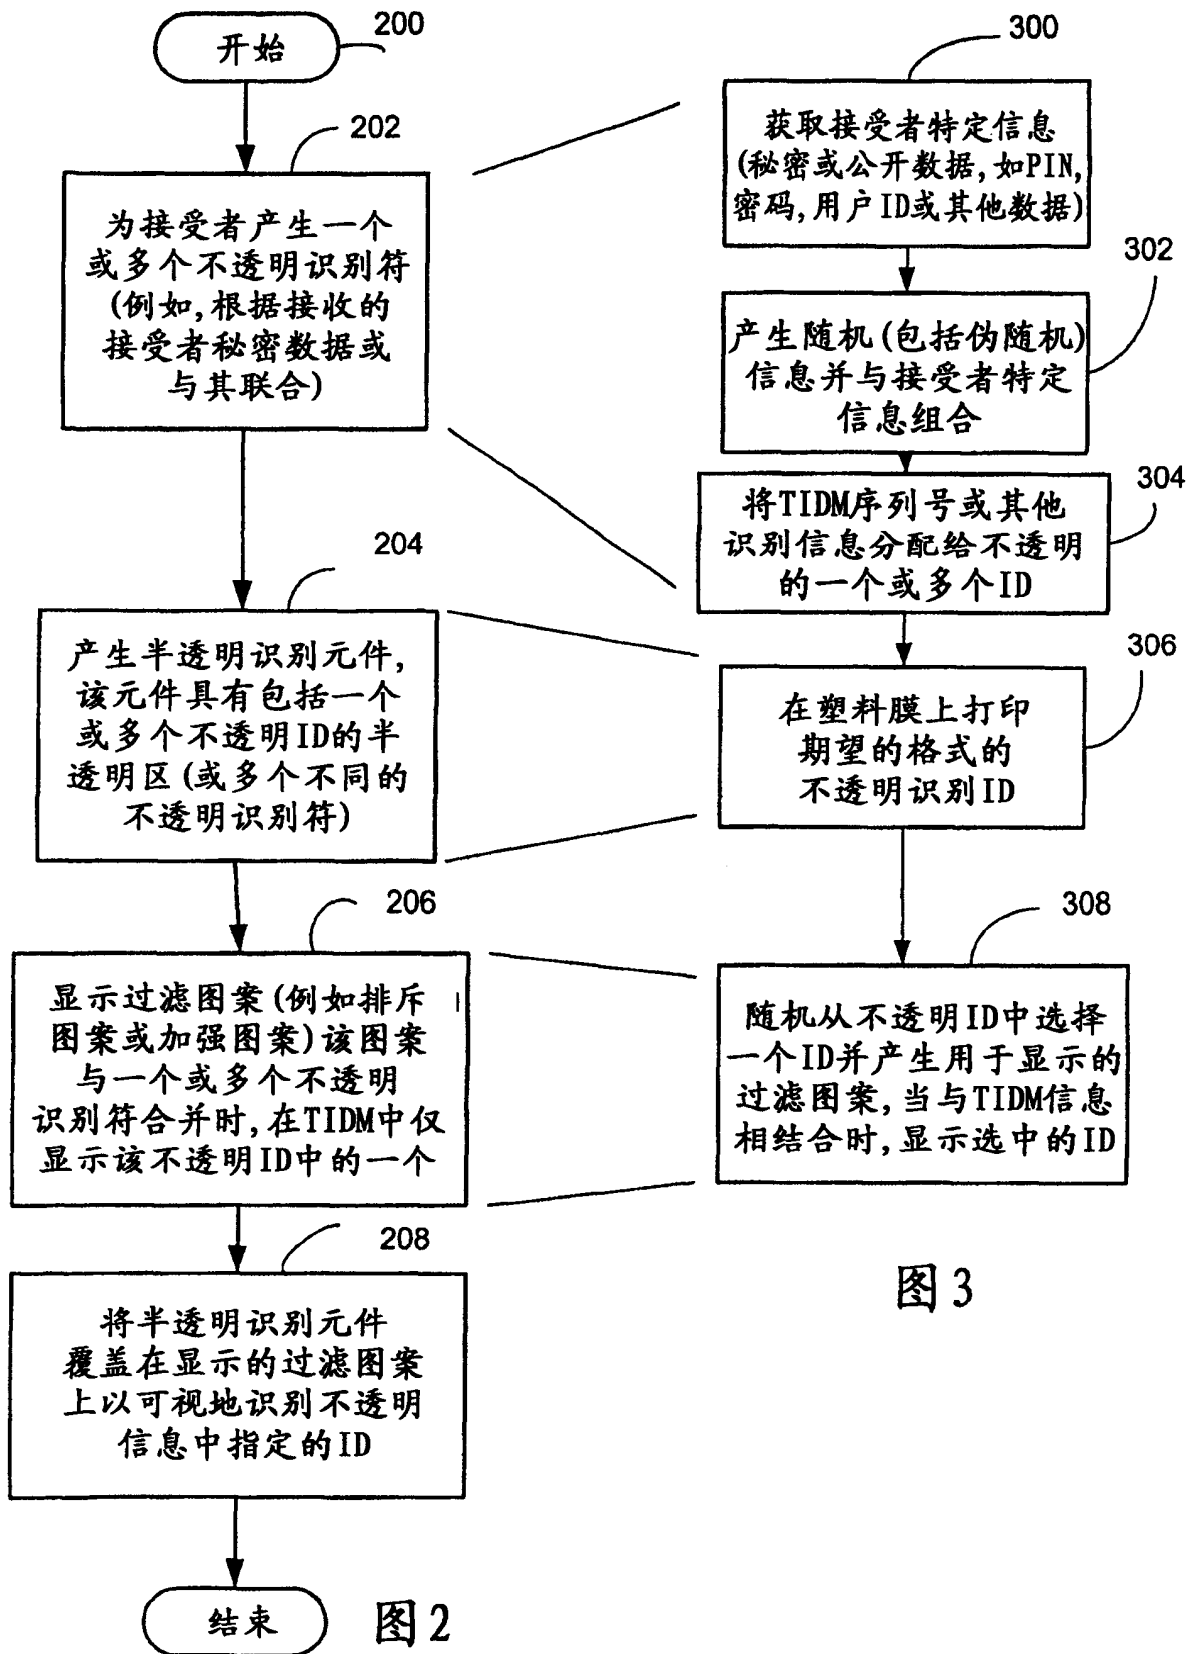 200
开始
202
为接受者产生一个
或多个不透明识别符
(例如,根据接收的
接受者秘密数据或
与其联合)
204
产生半透明识别元件,
该元件具有包括一个
或多个不透明ID的半
透明区(或多个不同的
不透明识别符)
206
显示过滤图案(例如排斥
图案或加强图案)该图案
与一个或多个不透明
识别符合并时,在TIDM中仅
显示该不透明ID中的一个
208
将半透明识别元件
覆盖在显示的过滤图案
上以可视地识别不透明
信息中指定的ID
结束
图2
300
获取接受者特定信息
(秘密或公开数据,如PIN,
密码,用户ID或其他数据)
302
产生随机(包括伪随机)
信息并与接受者特定
信息组合
304
将TIDM序列号或其他
识别信息分配给不透明
的一个或多个ID
306
在塑料膜上打印
期望的格式的
不透明识别ID
308
随机从不透明ID中选择
一个ID并产生用于显示的
过滤图案,当与TIDM信息
相结合时,显示选中的ID
图3